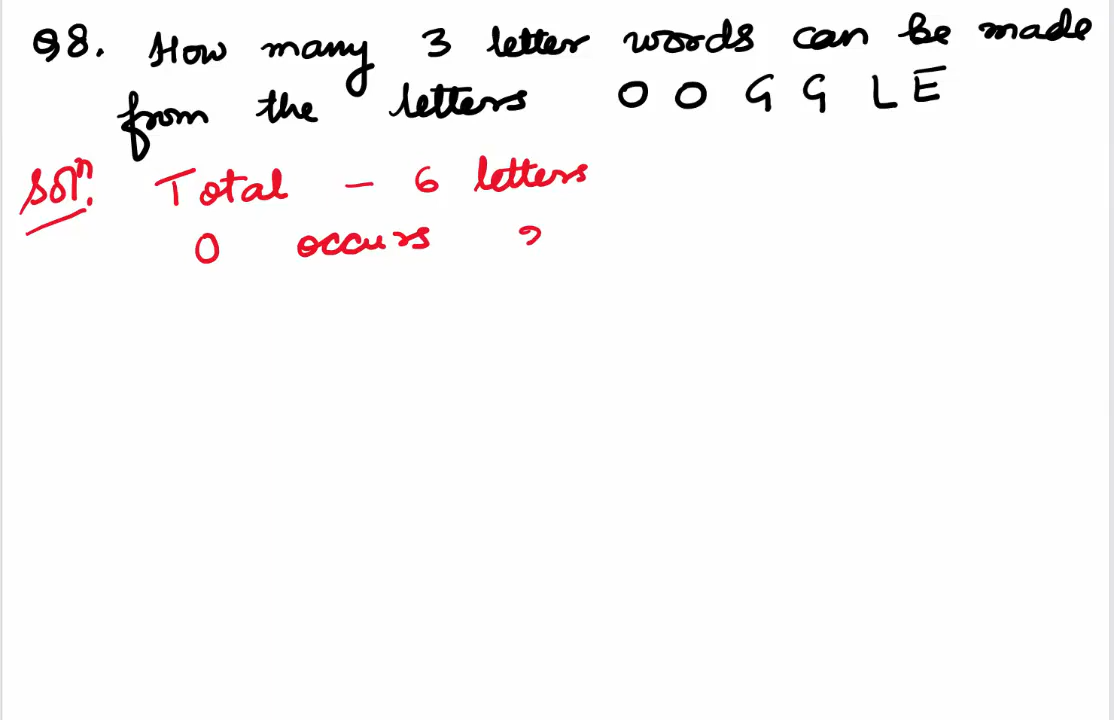 Q8. How many 3 letter words can be made
from the letters O O G G L E
Solⁿ. Total - 6 letters
O occurs